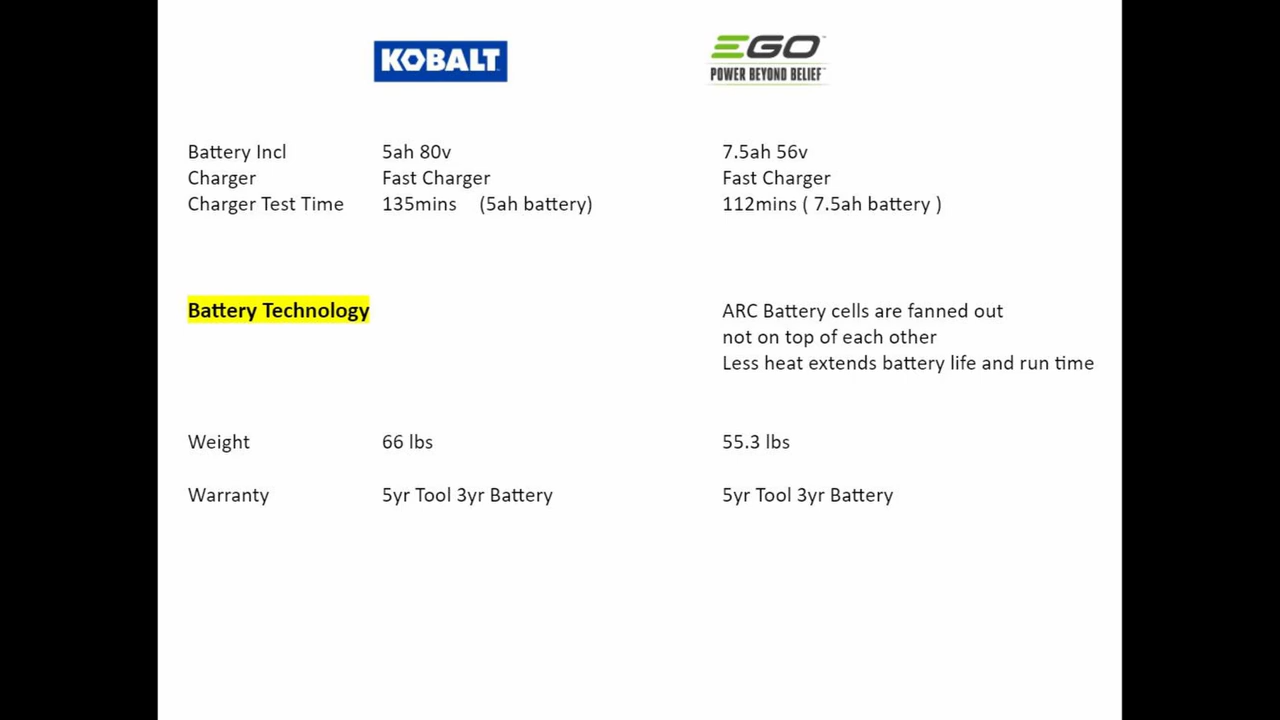 KOBALT EGO
POWER BEYOND BELIEF
Battery Incl 5ah 80v 7.5ah 56v
Charger Fast Charger Fast Charger
Charger Test Time 135mins (5ah battery) 112mins ( 7.5ah battery )
Battery Technology ARC Battery cells are fanned out
not on top of each other
Less heat extends battery life and run time
Weight 66 lbs 55.3 lbs
Warranty 5yr Tool 3yr Battery 5yr Tool 3yr Battery